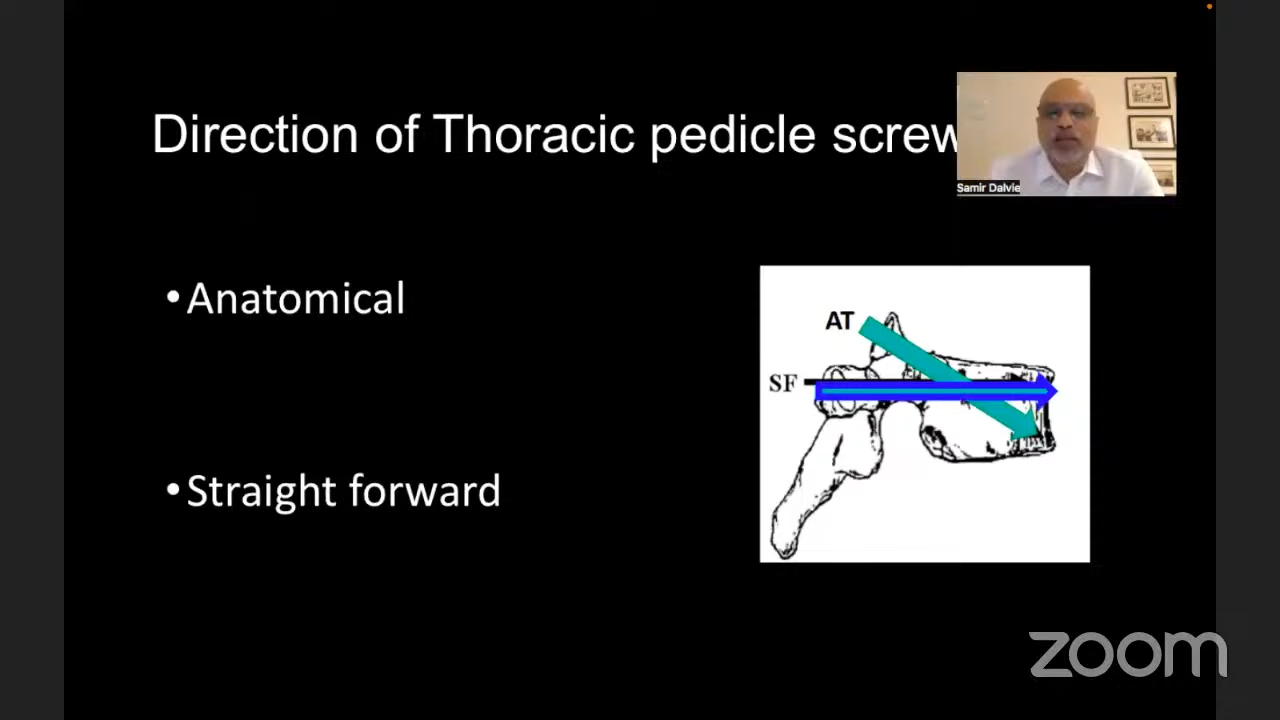 Direction of Thoracic pedicle screw
Samir Dalvie
•Anatomical
AT
SF
•Straight forward
zoom